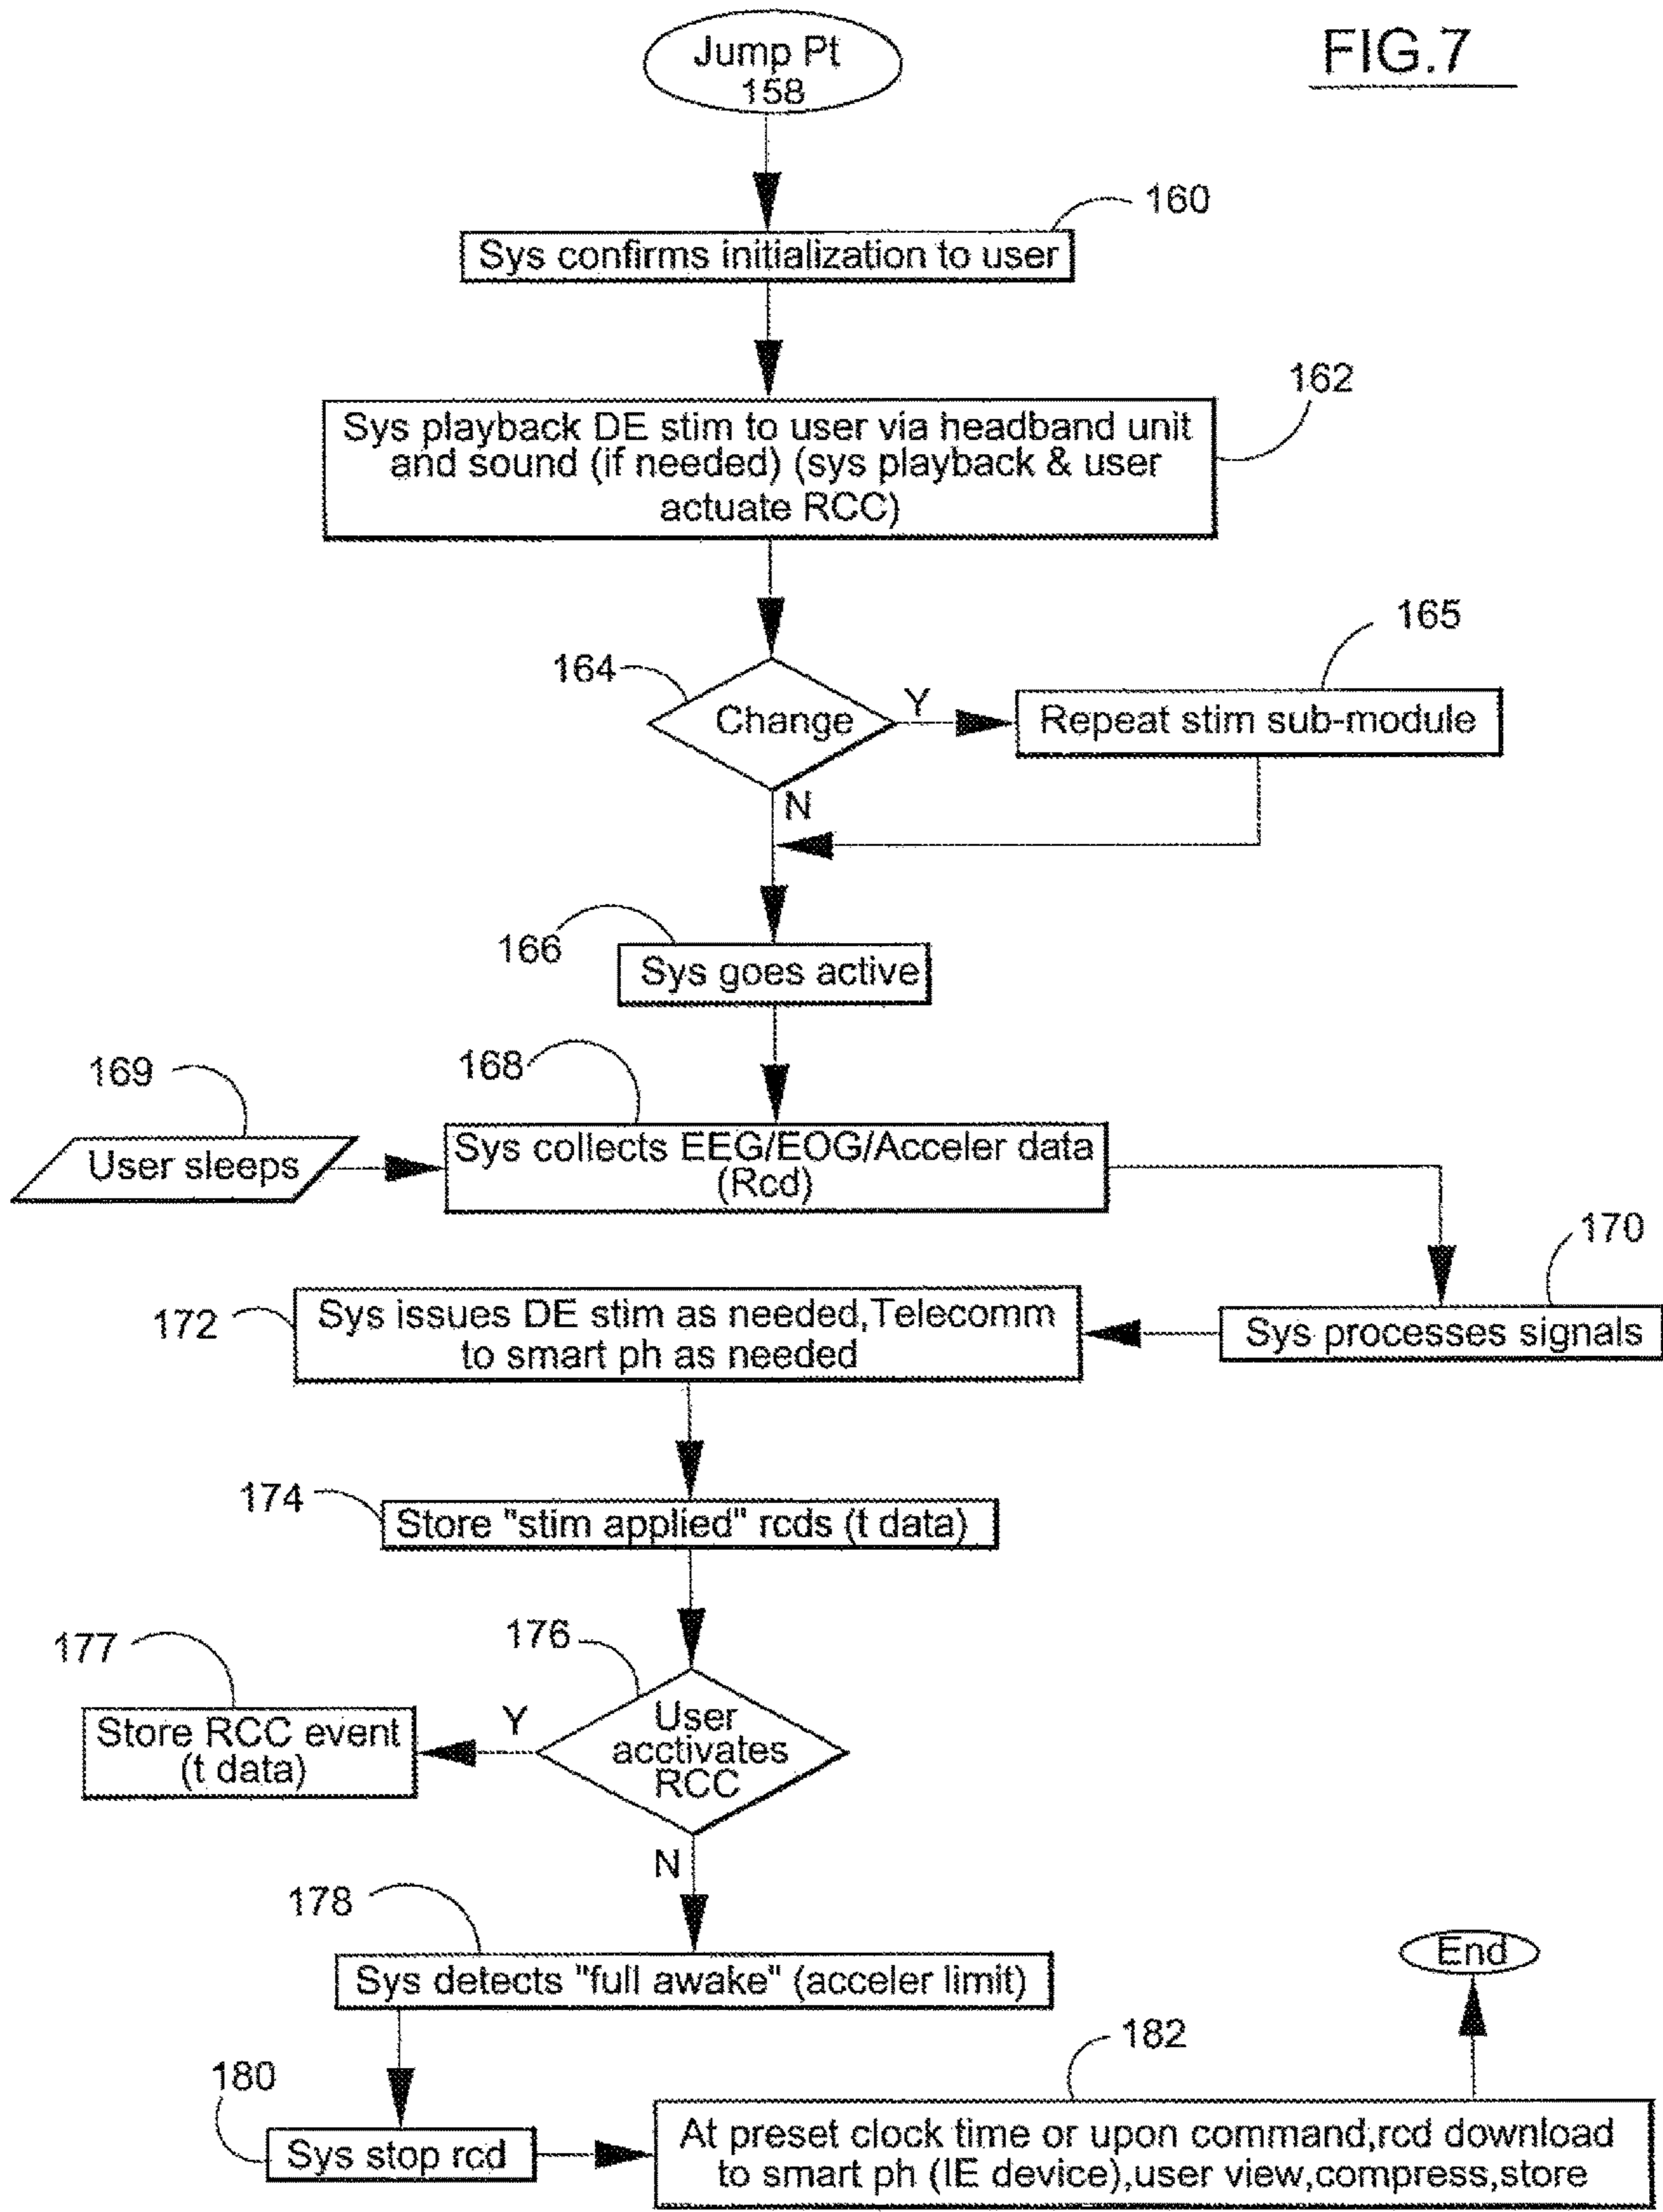 FIG.7
Jump Pt
158
160
Sys confirms initialization to user
162
Sys playback DE stim to user via headband unit
and sound (if needed) (sys playback & user
actuate RCC)
164
Change
Y
165
Repeat stim sub-module
N
166
Sys goes active
169
User sleeps
168
Sys collects EEG/EOG/Acceler data
(Rcd)
170
Sys processes signals
172
Sys issues DE stim as needed,Telecomm
to smart ph as needed
174
Store "stim applied" rcds (t data)
176
User
acctivates
RCC
Y
177
Store RCC event
(t data)
N
178
Sys detects "full awake" (acceler limit)
180
Sys stop rcd
182
At preset clock time or upon command,rcd download
to smart ph (IE device),user view,compress,store
End